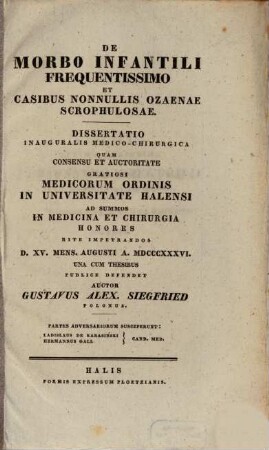 DE
MORBO INFANTILI
FREQUENTISSIMO
ET
CASIBUS NONNULLIS OZAENAE
SCROPHULOSAE.
DISSERTATIO
INAUGURALIS MEDICO-CHIRURGICA
QUAM
CONSENSU ET AUCTORITATE
GRATIOSI
MEDICORUM ORDINIS
IN UNIVERSITATE HALENSI
AD SUMMOS
IN MEDICINA ET CHIRURGIA
HONORES
RITE IMPETRANDOS
D. XV. MENS. AUGUSTI A. MDCCCXXXVI.
UNA CUM THESIBUS
PUBLICE DEFENDET
AUCTOR
GUSTAVUS ALEX. SIEGFRIED
POLONUS.
PARTES ADVERSARIORUM SUSCEPERUNT:
LADISLAUS DE KARASINSKI
HERMANNUS GALL } CAND. MED.
HALIS
FORMIS EXPRESSUM PLOETZIANIS.